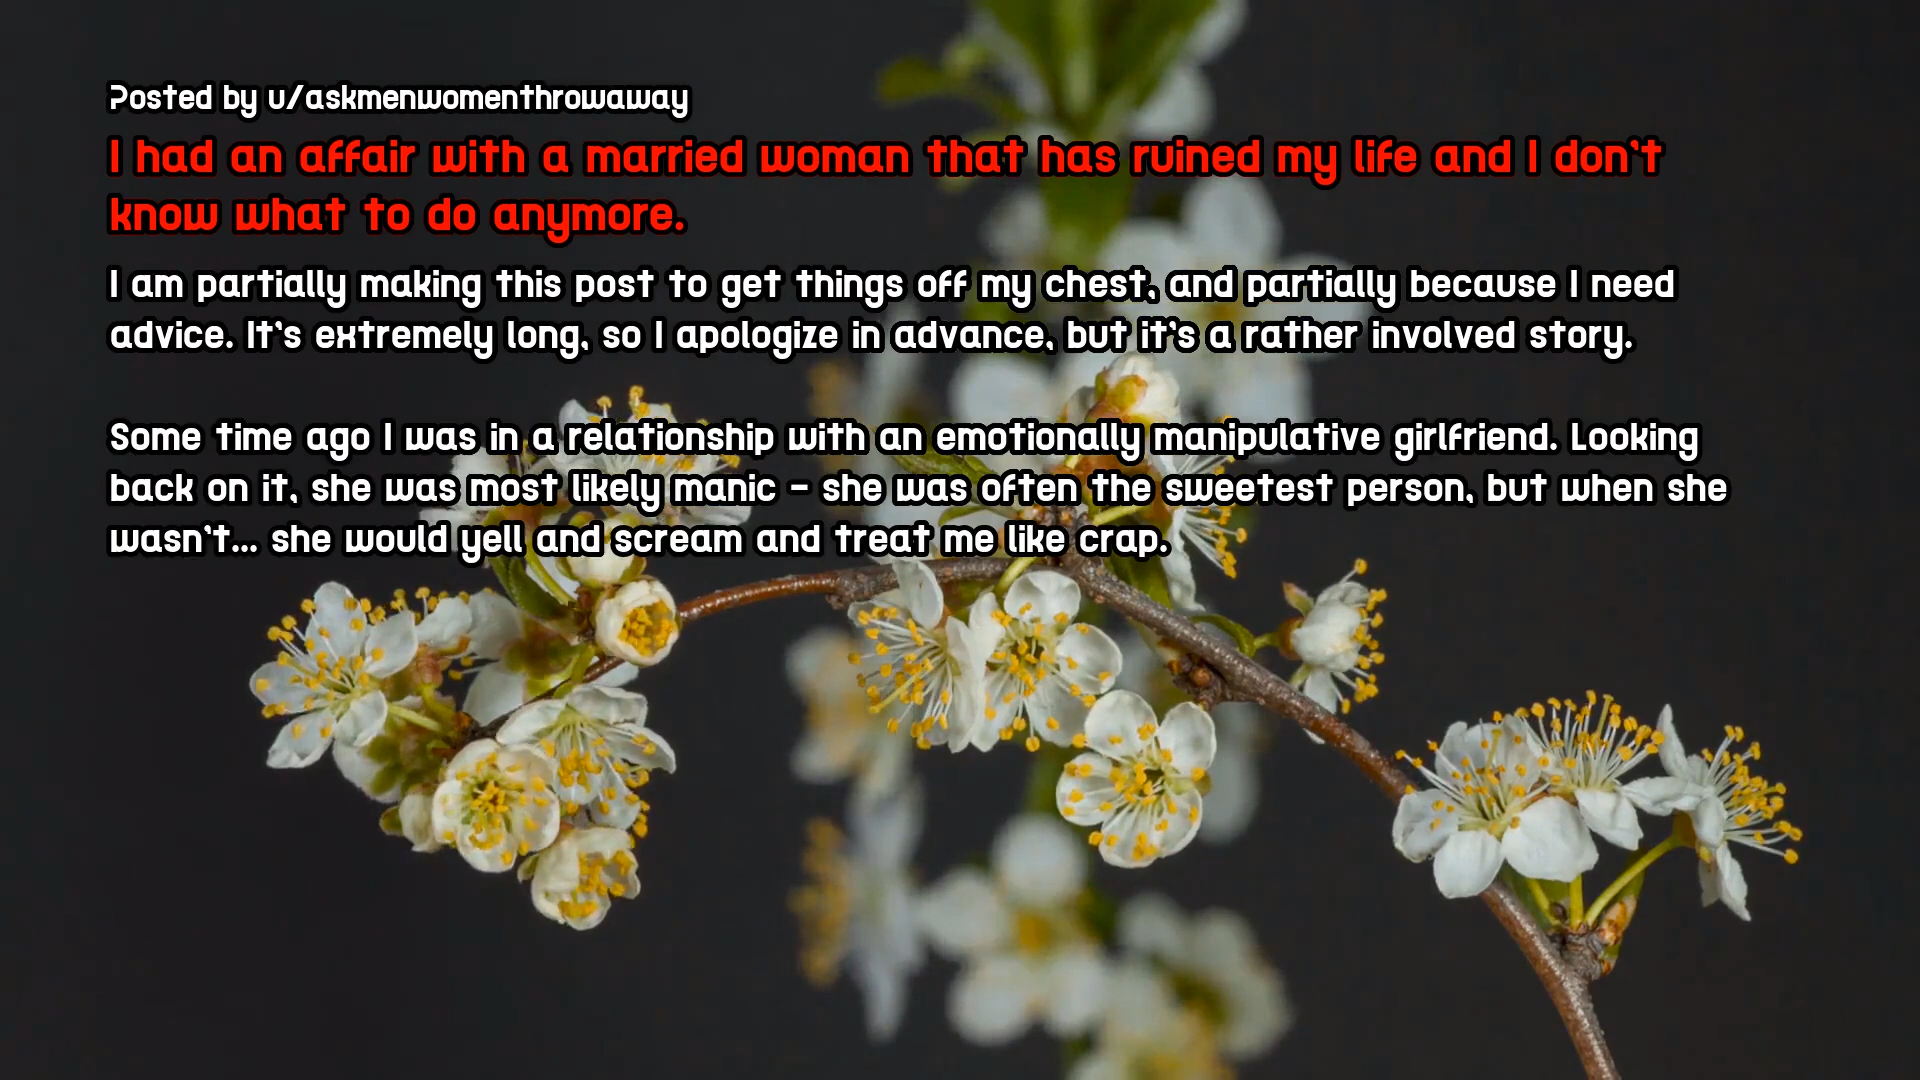 Posted by u/askmenwomenthrowaway
I had an affair with a married woman that has ruined my life and I don't
know what to do anymore.
I am partially making this post to get things off my chest, and partially because I need
advice. It's extremely long, so I apologize in advance, but it's a rather involved story.
Some time ago I was in a relationship with an emotionally manipulative girlfriend. Looking
back on it, she was most likely manic - she was often the sweetest person, but when she
wasn't... she would yell and scream and treat me like crap.